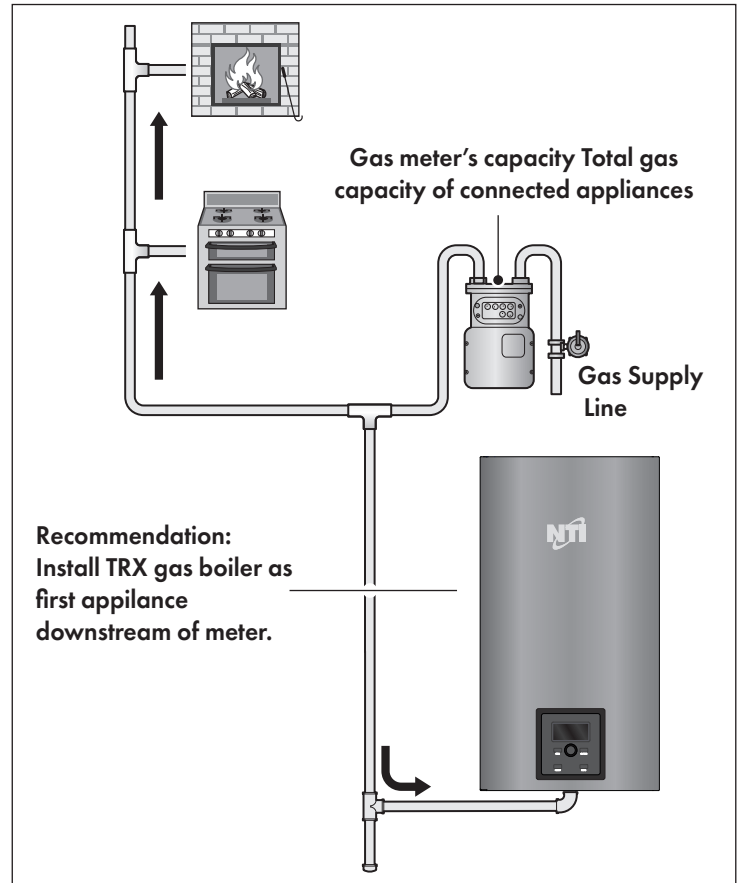 Gas meter's capacity Total gas
capacity of connected appliances
Gas Supply
Line
Recommendation:
Install TRX gas boiler as
first appilance
downstream of meter.
NTI